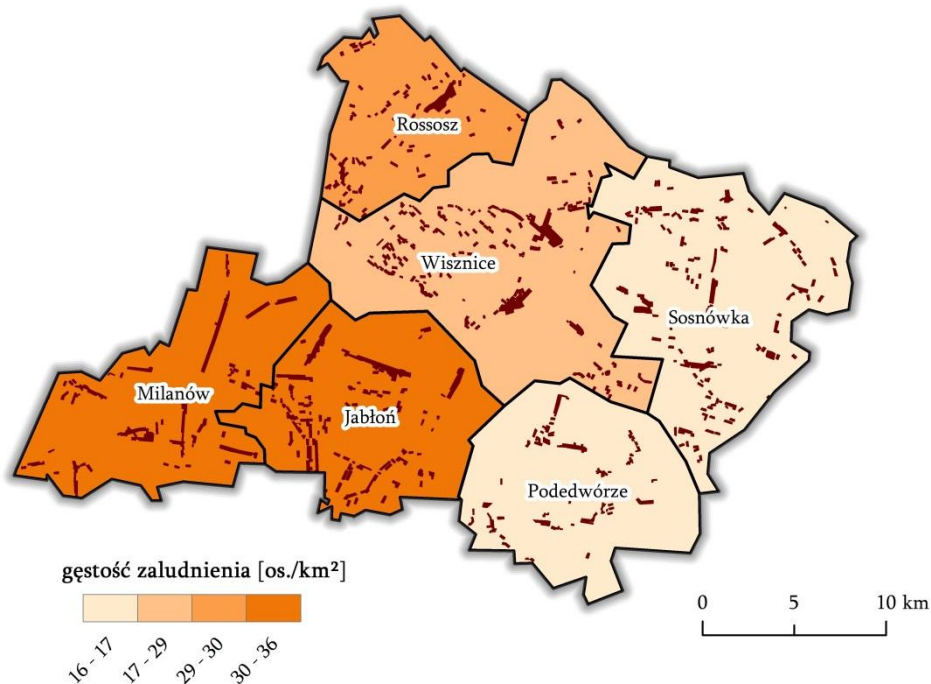 Rossosz
Wisznice
Sosnówka
Milanów
Jabłoń
Podedwórze
gęstość zaludnienia [os./km²]
16 - 17
17 - 29
29 - 30
30 - 36
0 5 10 km